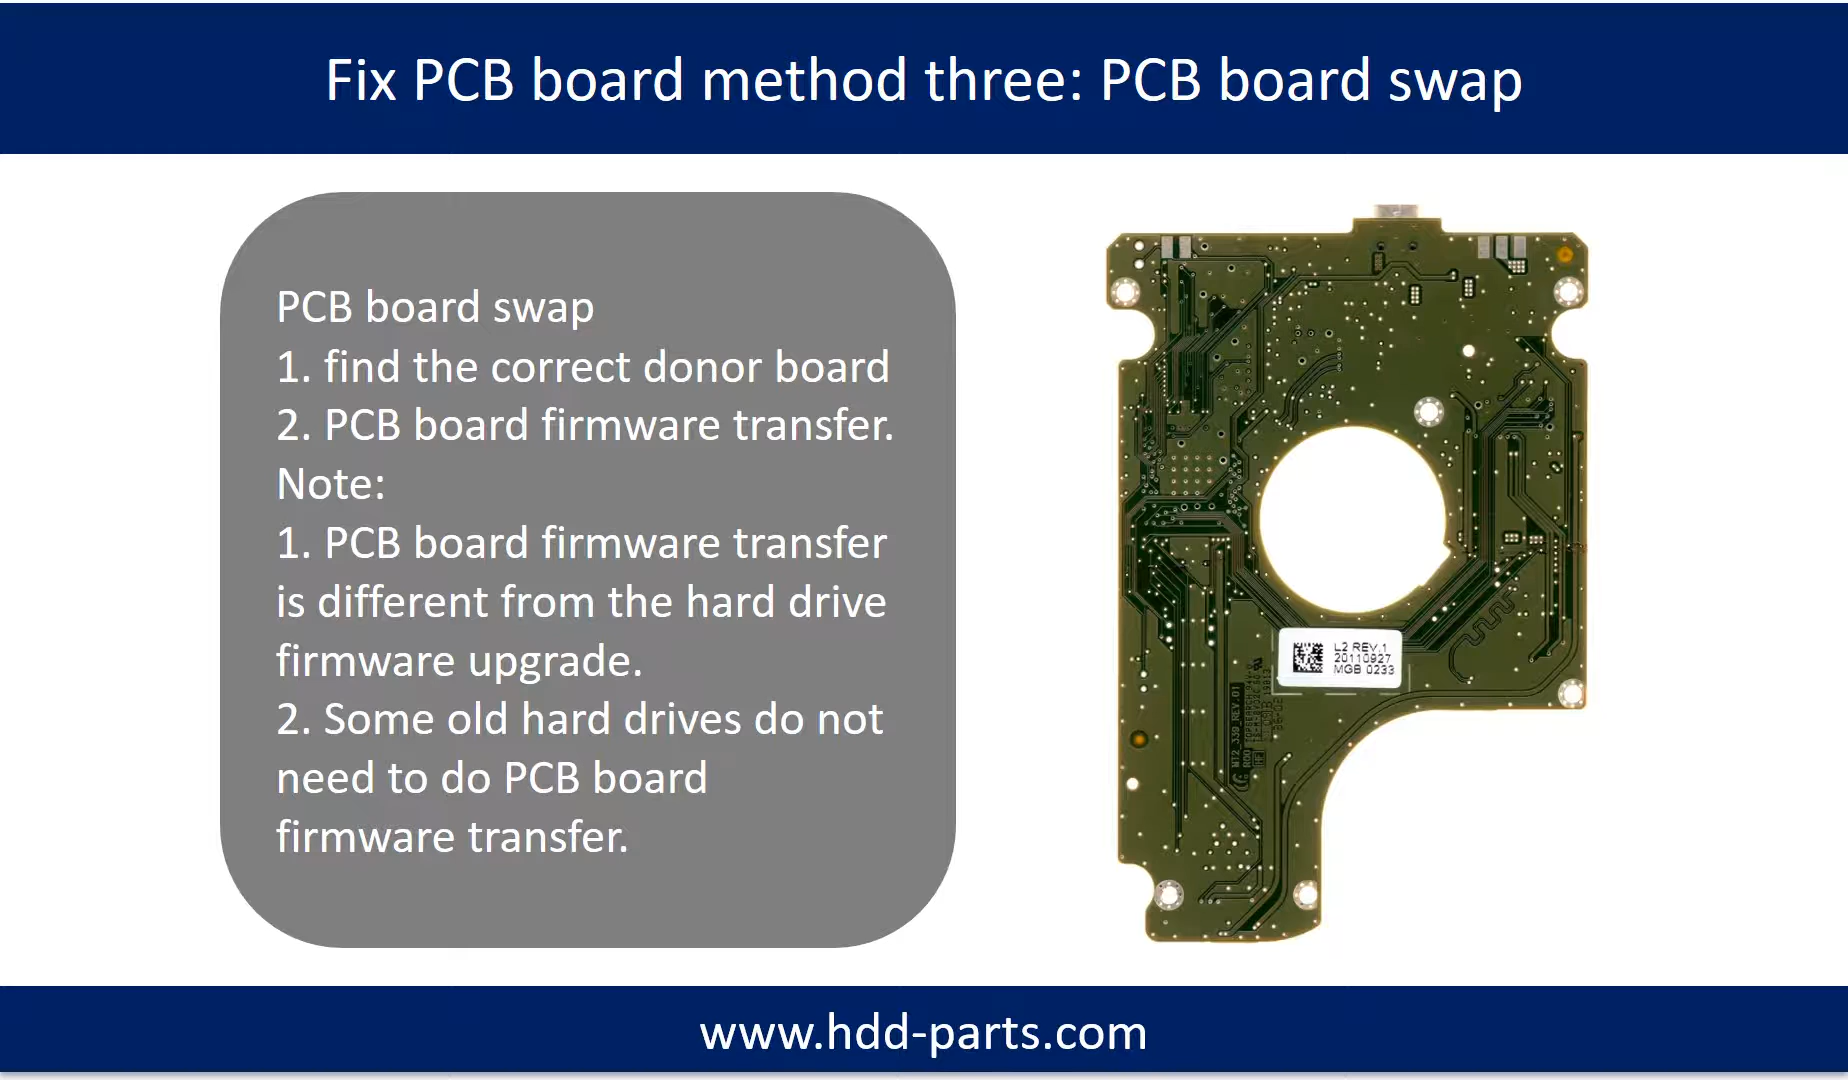 Fix PCB board method three: PCB board swap
PCB board swap
1. find the correct donor board
2. PCB board firmware transfer.
Note:
1. PCB board firmware transfer
is different from the hard drive
firmware upgrade.
2. Some old hard drives do not
need to do PCB board
firmware transfer.
L2 REV.1
20110927
MGB 0233
MT2_339_REV.01
www.hdd-parts.com